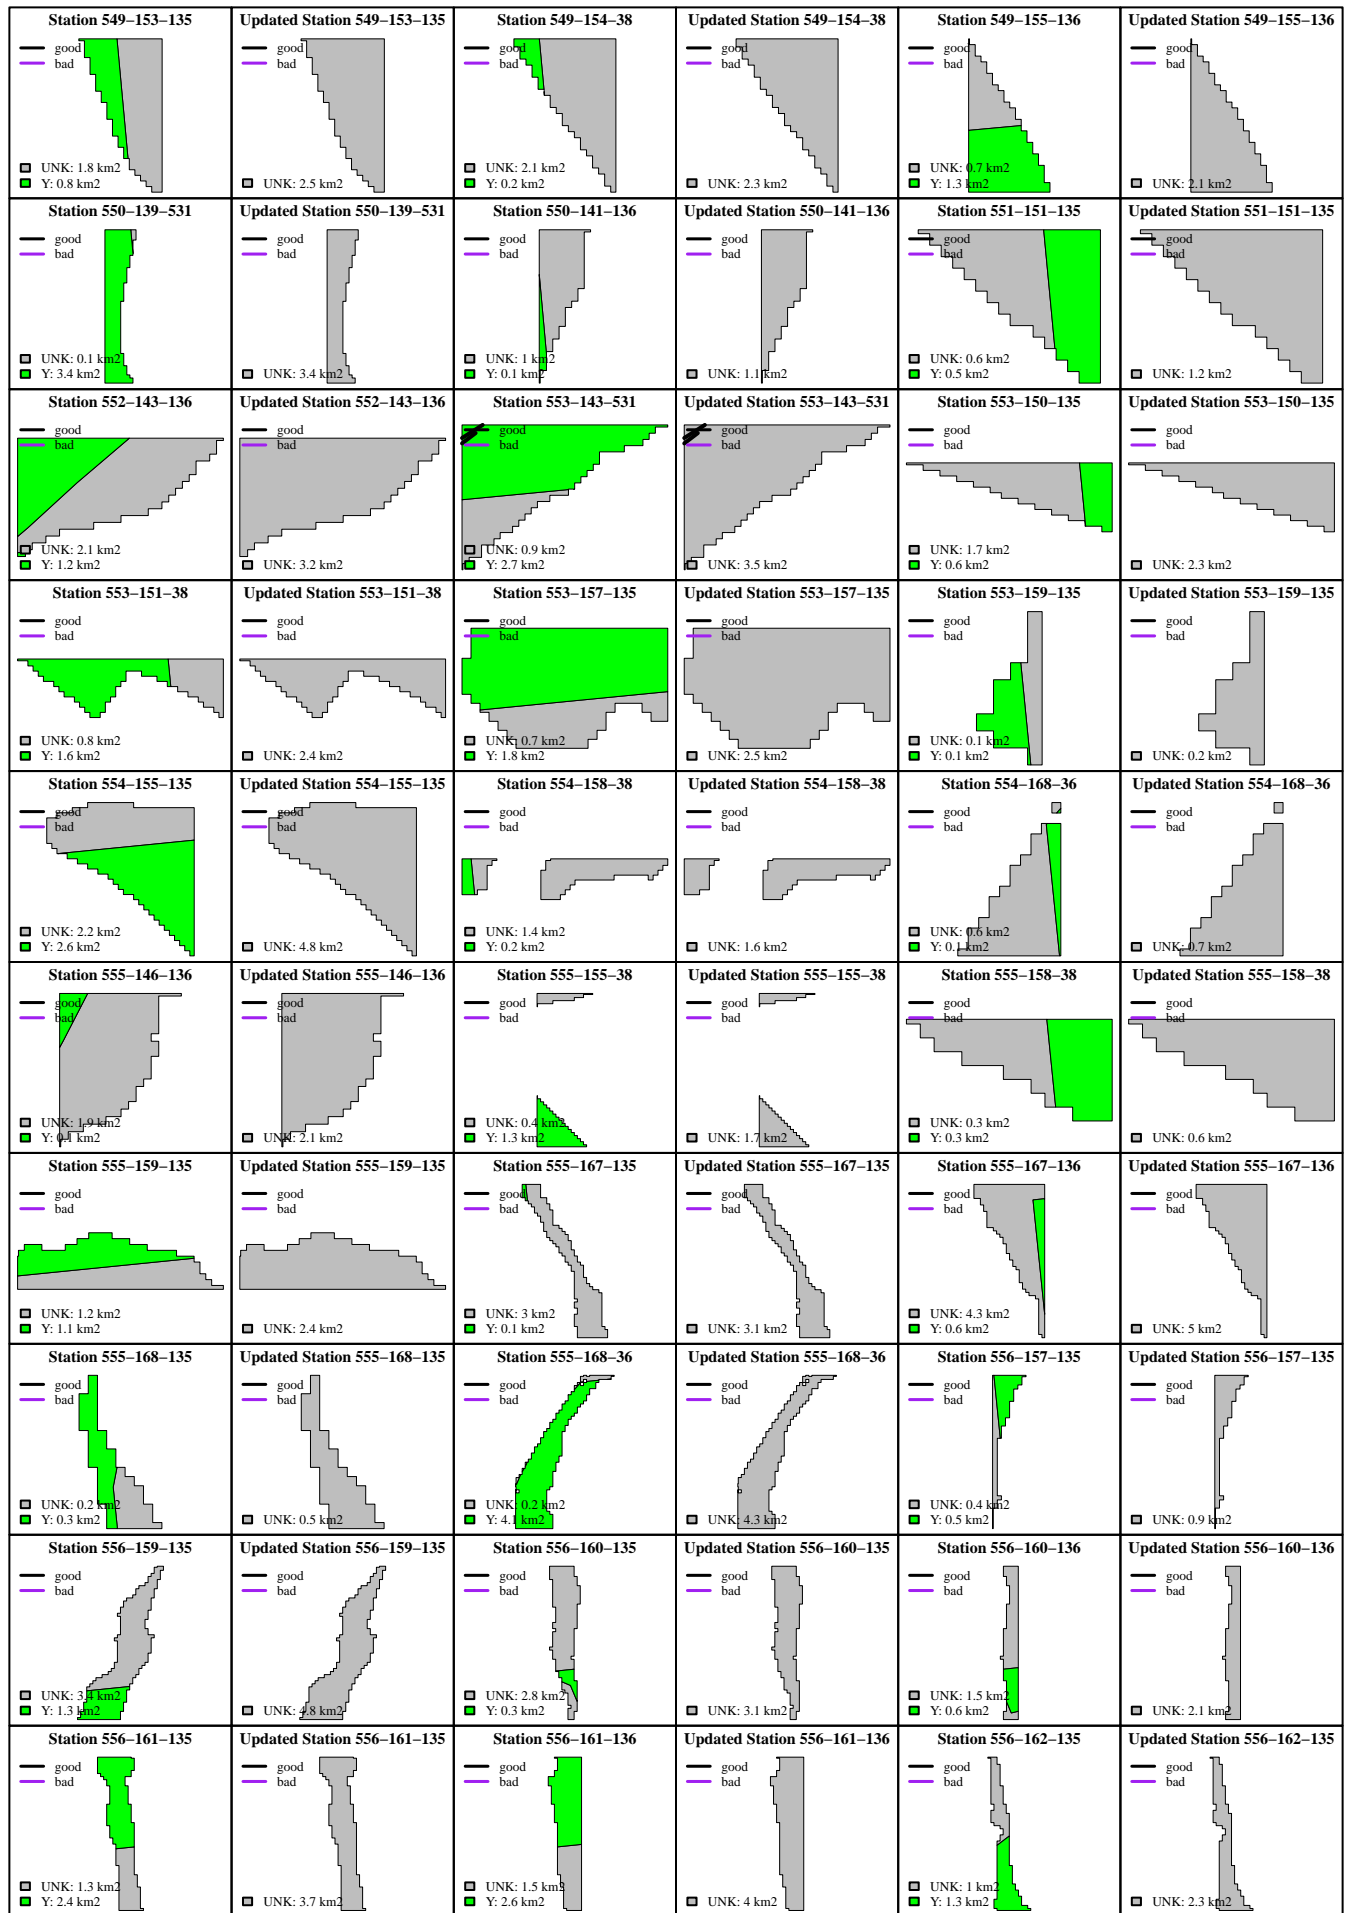 Station 549−153−135
good
bad
UNK: 1.8 km2
Y: 0.8 km2
Updated Station 549−153−135
good
bad
UNK: 2.5 km2
Station 549−154−38
good
bad
UNK: 2.1 km2
Y: 0.2 km2
Updated Station 549−154−38
good
bad
UNK: 2.3 km2
Station 549−155−136
good
bad
UNK: 0.7 km2
Y: 1.3 km2
Updated Station 549−155−136
good
bad
UNK: 2.1 km2
Station 550−139−531
good
bad
UNK: 0.1 km2
Y: 3.4 km2
Updated Station 550−139−531
good
bad
UNK: 3.4 km2
Station 550−141−136
good
bad
UNK: 1 km2
Y: 0.1 km2
Updated Station 550−141−136
good
bad
UNK: 1.1 km2
Station 551−151−135
good
bad
UNK: 0.6 km2
Y: 0.5 km2
Updated Station 551−151−135
good
bad
UNK: 1.2 km2
Station 552−143−136
good
bad
UNK: 2.1 km2
Y: 1.2 km2
Updated Station 552−143−136
good
bad
UNK: 3.2 km2
Station 553−143−531
good
bad
UNK: 0.9 km2
Y: 2.7 km2
Updated Station 553−143−531
good
bad
UNK: 3.5 km2
Station 553−150−135
good
bad
UNK: 1.7 km2
Y: 0.6 km2
Updated Station 553−150−135
good
bad
UNK: 2.3 km2
Station 553−151−38
good
bad
UNK: 0.8 km2
Y: 1.6 km2
Updated Station 553−151−38
good
bad
UNK: 2.4 km2
Station 553−157−135
good
bad
UNK: 0.7 km2
Y: 1.8 km2
Updated Station 553−157−135
good
bad
UNK: 2.5 km2
Station 553−159−135
good
bad
UNK: 0.1 km2
Y: 0.1 km2
Updated Station 553−159−135
good
bad
UNK: 0.2 km2
Station 554−155−135
good
bad
UNK: 2.2 km2
Y: 2.6 km2
Updated Station 554−155−135
good
bad
UNK: 4.8 km2
Station 554−158−38
good
bad
UNK: 1.4 km2
Y: 0.2 km2
Updated Station 554−158−38
good
bad
UNK: 1.6 km2
Station 554−168−36
good
bad
UNK: 0.6 km2
Y: 0.1 km2
Updated Station 554−168−36
good
bad
UNK: 0.7 km2
Station 555−146−136
good
bad
UNK: 1.9 km2
Y: 0.1 km2
Updated Station 555−146−136
good
bad
UNK: 2.1 km2
Station 555−155−38
good
bad
UNK: 0.4 km2
Y: 1.3 km2
Updated Station 555−155−38
good
bad
UNK: 1.7 km2
Station 555−158−38
good
bad
UNK: 0.3 km2
Y: 0.3 km2
Updated Station 555−158−38
good
bad
UNK: 0.6 km2
Station 555−159−135
good
bad
UNK: 1.2 km2
Y: 1.1 km2
Updated Station 555−159−135
good
bad
UNK: 2.4 km2
Station 555−167−135
good
bad
UNK: 3 km2
Y: 0.1 km2
Updated Station 555−167−135
good
bad
UNK: 3.1 km2
Station 555−167−136
good
bad
UNK: 4.3 km2
Y: 0.6 km2
Updated Station 555−167−136
good
bad
UNK: 5 km2
Station 555−168−135
good
bad
UNK: 0.2 km2
Y: 0.3 km2
Updated Station 555−168−135
good
bad
UNK: 0.5 km2
Station 555−168−36
good
bad
UNK: 0.2 km2
Y: 4.1 km2
Updated Station 555−168−36
good
bad
UNK: 4.3 km2
Station 556−157−135
good
bad
UNK: 0.4 km2
Y: 0.5 km2
Updated Station 556−157−135
good
bad
UNK: 0.9 km2
Station 556−159−135
good
bad
UNK: 3.4 km2
Y: 1.3 km2
Updated Station 556−159−135
good
bad
UNK: 4.8 km2
Station 556−160−135
good
bad
UNK: 2.8 km2
Y: 0.3 km2
Updated Station 556−160−135
good
bad
UNK: 3.1 km2
Station 556−160−136
good
bad
UNK: 1.5 km2
Y: 0.6 km2
Updated Station 556−160−136
good
bad
UNK: 2.1 km2
Station 556−161−135
good
bad
UNK: 1.3 km2
Y: 2.4 km2
Updated Station 556−161−135
good
bad
UNK: 3.7 km2
Station 556−161−136
good
bad
UNK: 1.5 km2
Y: 2.6 km2
Updated Station 556−161−136
good
bad
UNK: 4 km2
Station 556−162−135
good
bad
UNK: 1 km2
Y: 1.3 km2
Updated Station 556−162−135
good
bad
UNK: 2.3 km2